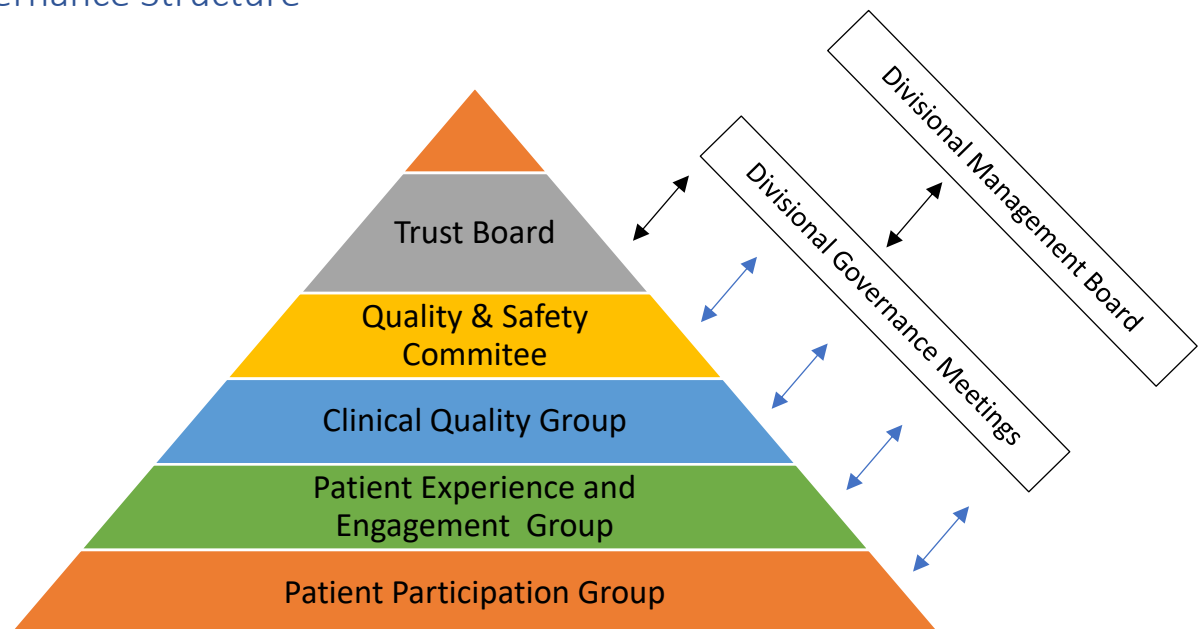 Structure
Trust Board
Quality & Safety
Commitee
Clinical Quality Group
Patient Experience and
Engagement Group
Patient Participation Group
Divisional Governance Meetings
Divisional Management Board